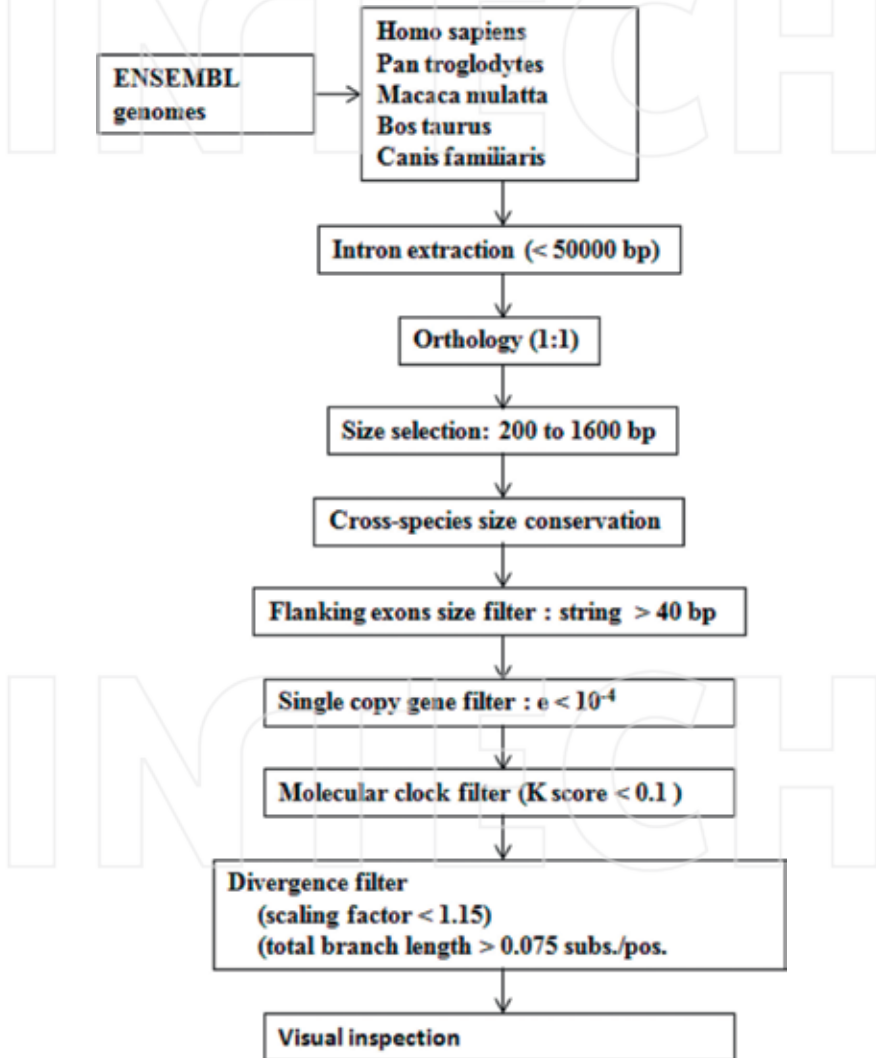 INTECH
ENSEMBL
genomes
Homo sapiens
Pan troglodytes
Macaca mulatta
Bos taurus
Canis familiaris
Intron extraction (< 50000 bp)
Orthology (1:1)
Size selection: 200 to 1600 bp
Cross-species size conservation
Flanking exons size filter : string > 40 bp
Single copy gene filter : e < 10⁻⁴
INTECH
Molecular clock filter (K score < 0.1 )
Divergence filter
(scaling factor < 1.15)
(total branch length > 0.075 subs./pos.
Visual inspection